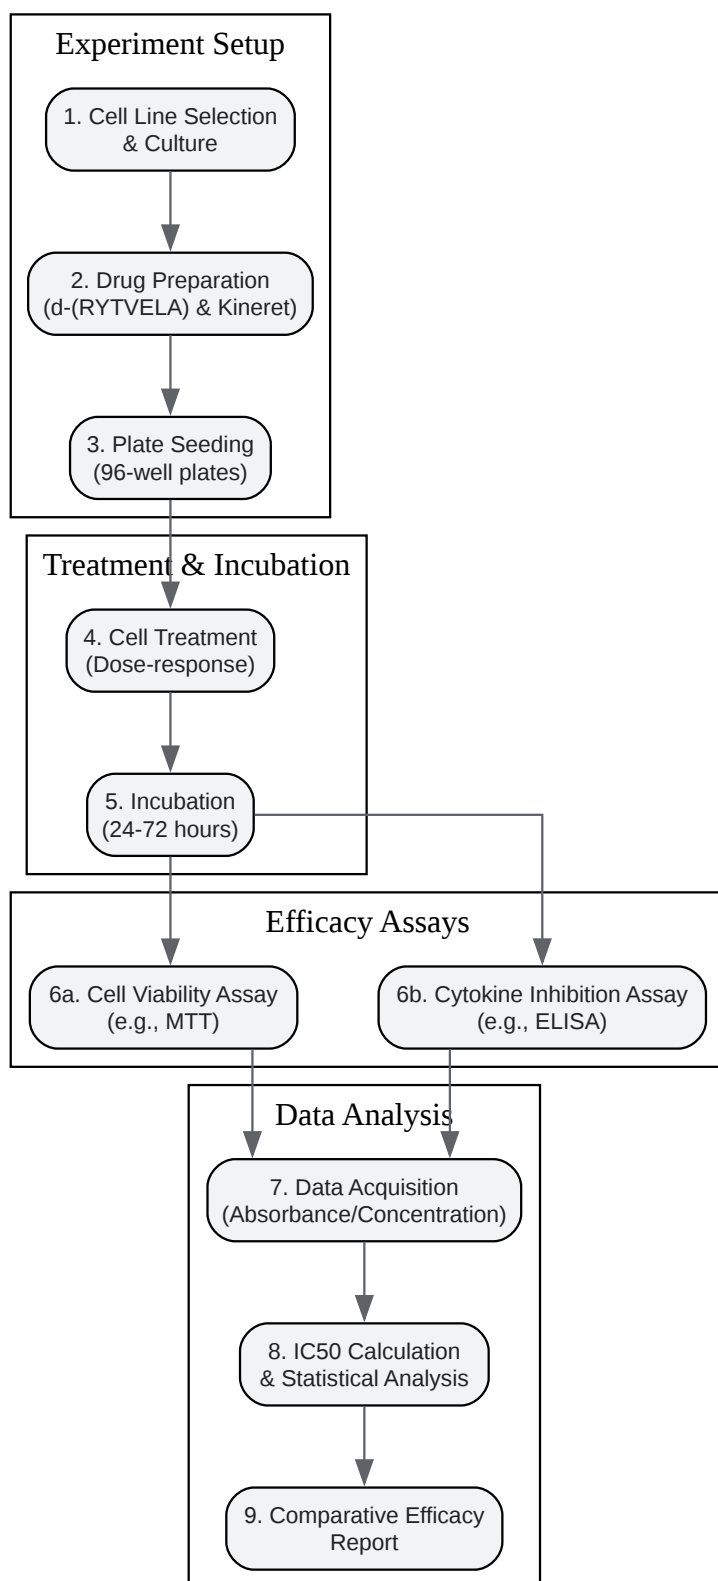 Experiment Setup
1. Cell Line Selection
& Culture
2. Drug Preparation
(d-(RYTVELA) & Kineret)
3. Plate Seeding
(96-well plates)
Treatment & Incubation
4. Cell Treatment
(Dose-response)
5. Incubation
(24-72 hours)
Efficacy Assays
6a. Cell Viability Assay
(e.g., MTT)
6b. Cytokine Inhibition Assay
(e.g., ELISA)
Data Analysis
7. Data Acquisition
(Absorbance/Concentration)
8. IC50 Calculation
& Statistical Analysis
9. Comparative Efficacy
Report